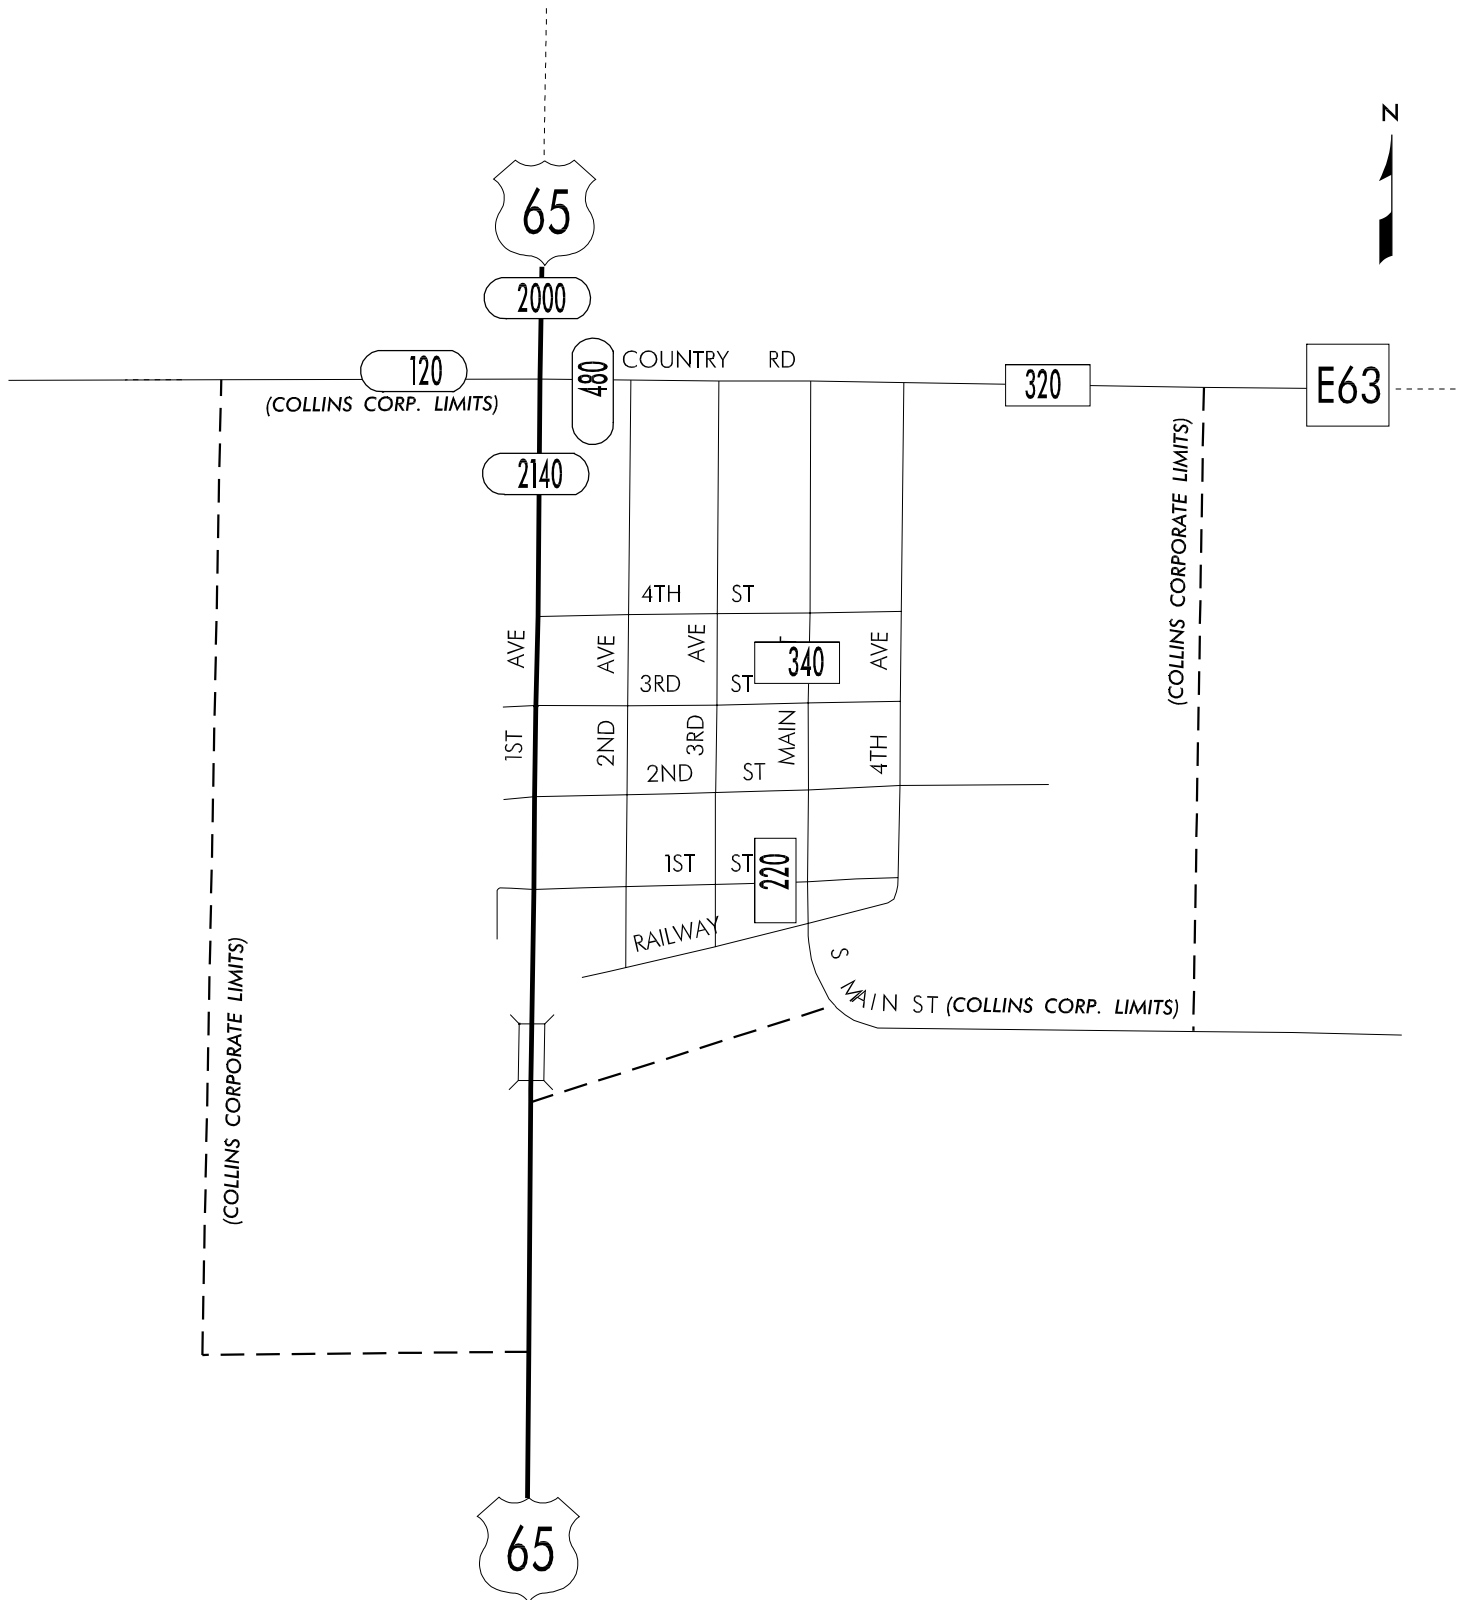 N
65
2000
120
480
COUNTRY RD
320
E63
(COLLINS CORP. LIMITS)
2140
(COLLINS CORPORATE LIMITS)
4TH ST
1ST AVE
2ND AVE
3RD AVE
MAIN
4TH AVE
340
3RD ST
2ND ST
1ST ST
220
RAILWAY
S MAIN ST
(COLLINS CORP. LIMITS)
(COLLINS CORPORATE LIMITS)
65